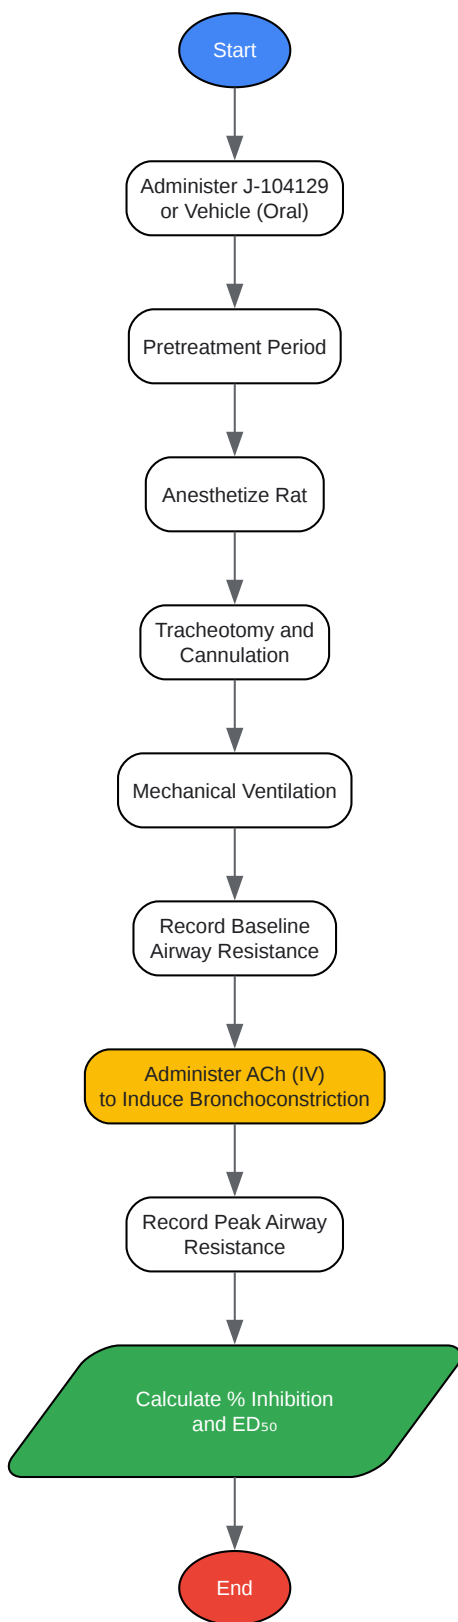 Start
Administer J-104129
or Vehicle (Oral)
Pretreatment Period
Anesthetize Rat
Tracheotomy and
Cannulation
Mechanical Ventilation
Record Baseline
Airway Resistance
Administer ACh (IV)
to Induce Bronchoconstriction
Record Peak Airway
Resistance
Calculate % Inhibition
and ED₅₀
End